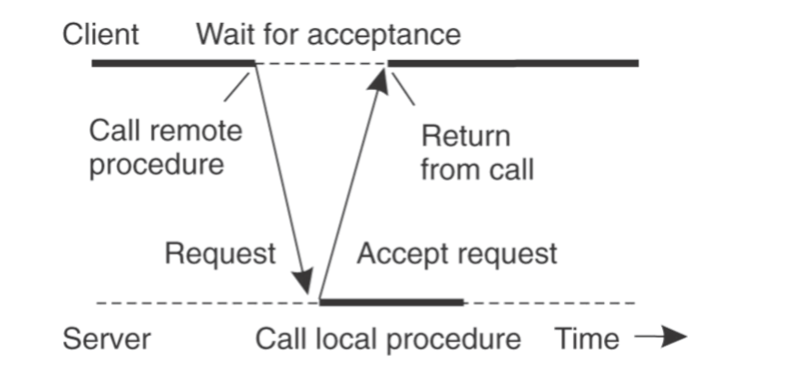 Client Wait for acceptance
Call remote
procedure
Return
from call
Request Accept request
Server Call local procedure Time